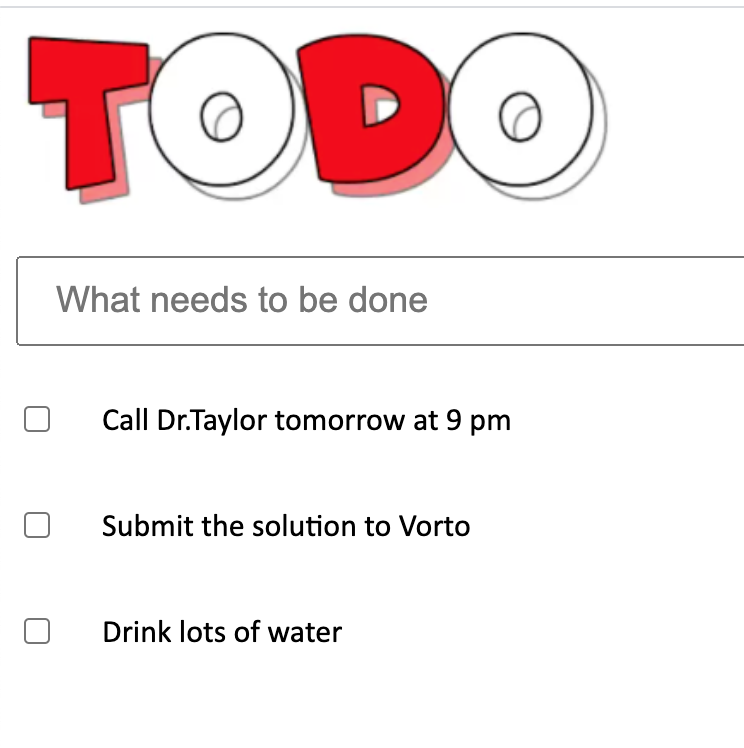 TODO
What needs to be done
Call Dr.Taylor tomorrow at 9 pm
Submit the solution to Vorto
Drink lots of water